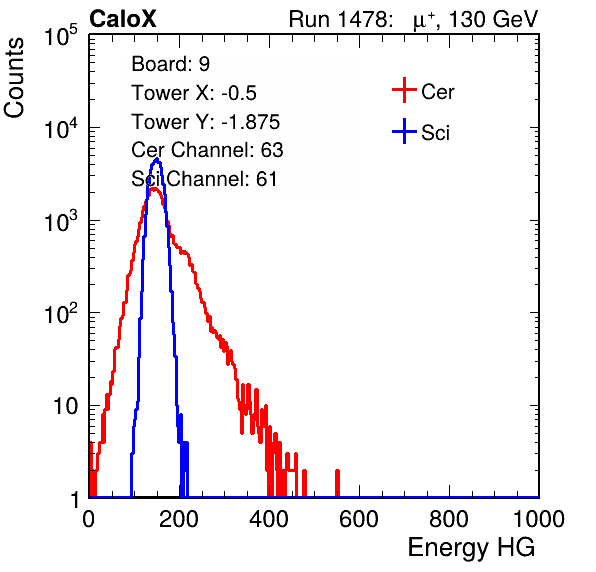 CaloX Run 1478: μ⁺, 130 GeV
Counts
10⁵
10⁴
10³
10²
10
1
Board: 9
Tower X: -0.5
Tower Y: -1.875
Cer Channel: 63
Sci Channel: 61
Cer
Sci
0 200 400 600 800 1000
Energy HG